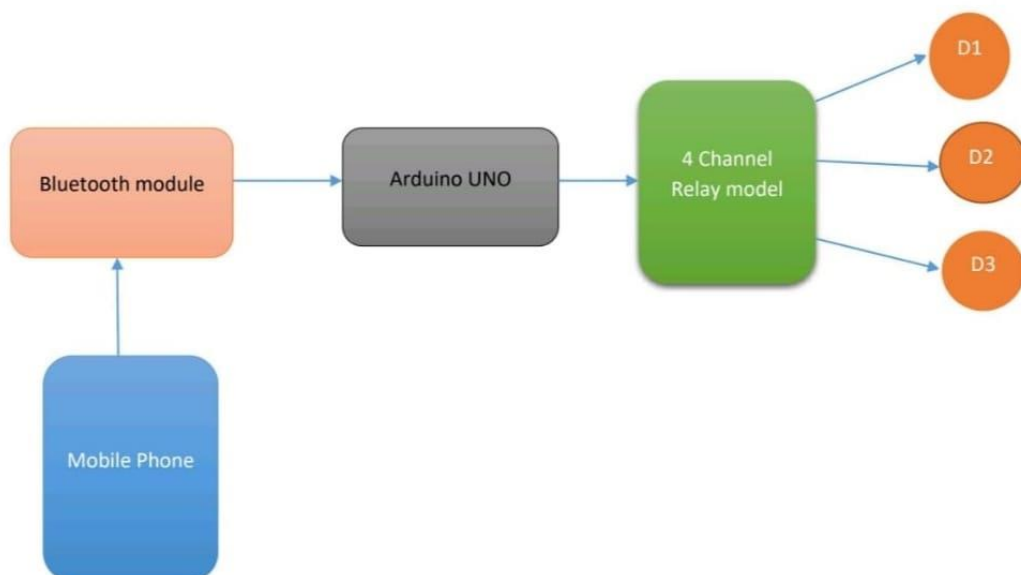 D1
Bluetooth module
Arduino UNO
4 Channel
Relay model
D2
D3
Mobile Phone